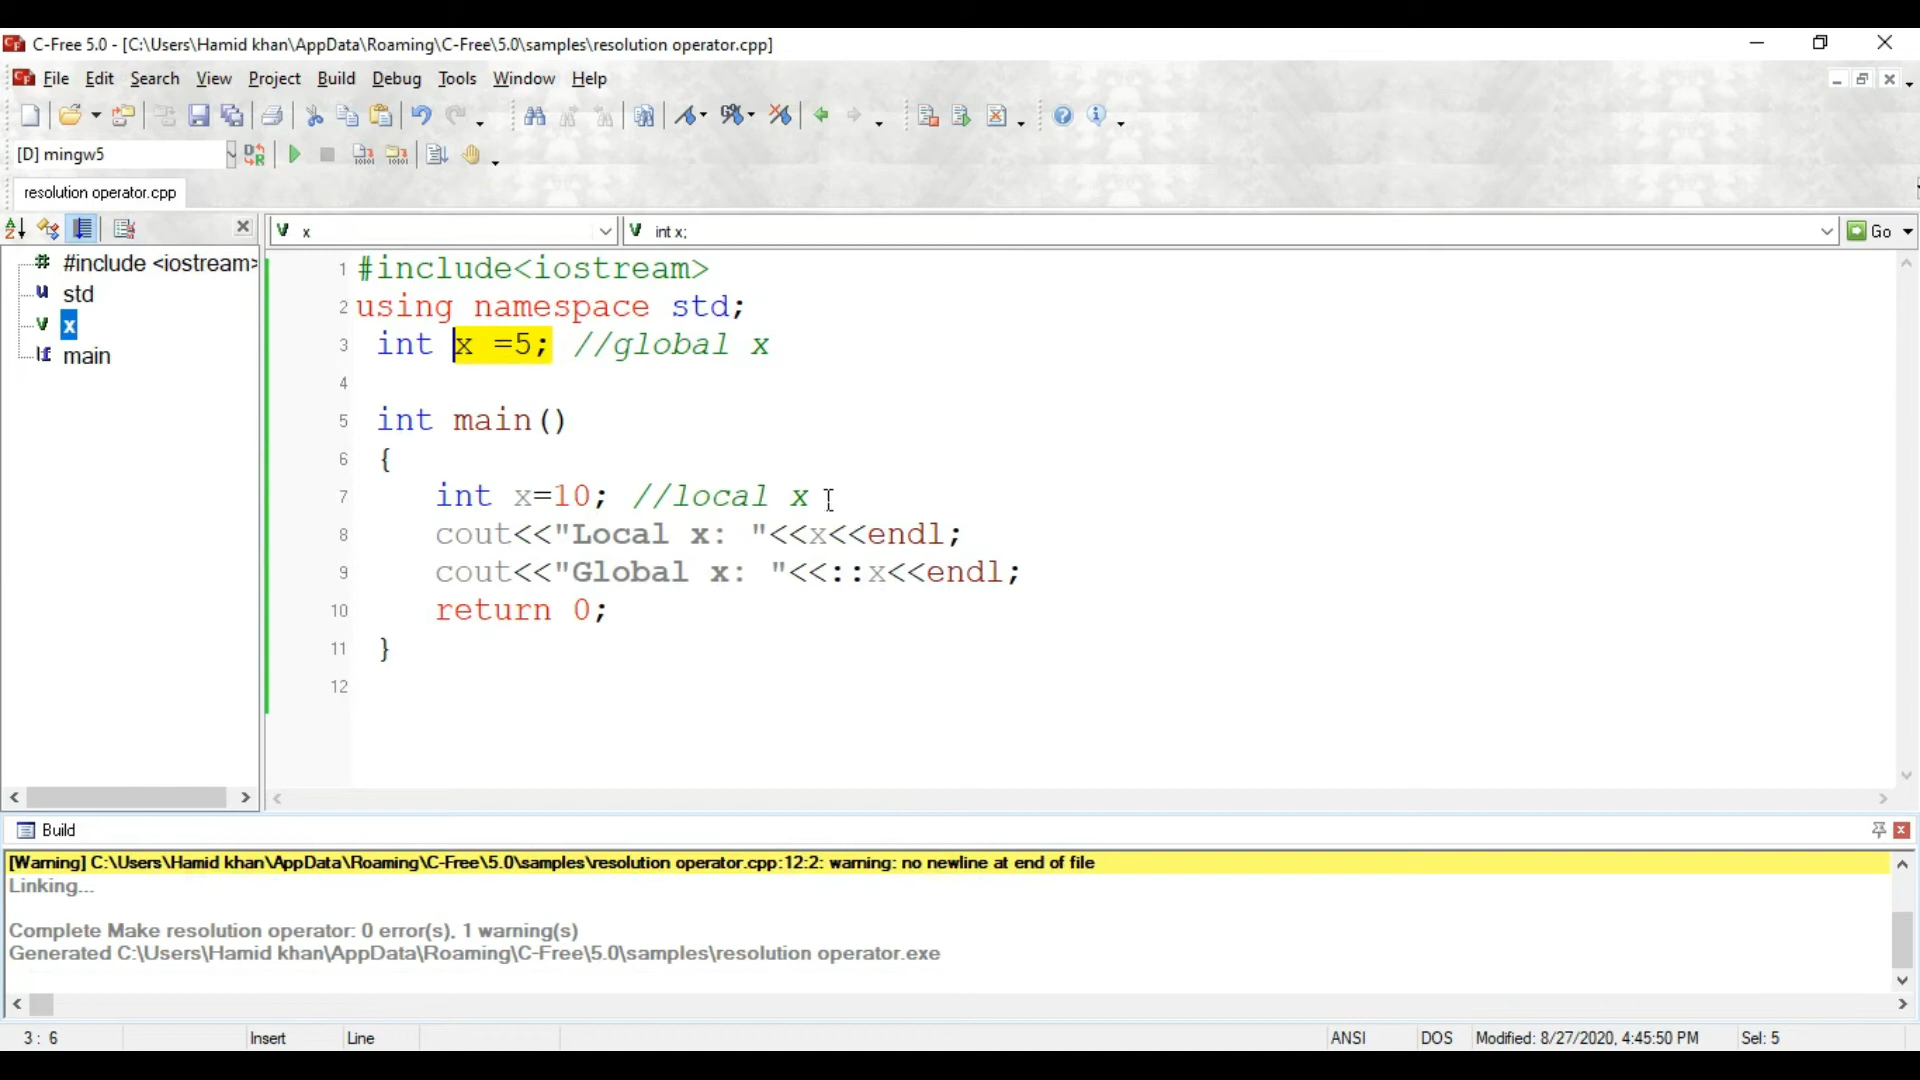 C-Free 5.0 - [C:\Users\Hamid khan\AppData\Roaming\C-Free\5.0\samples\resolution operator.cpp]
File Edit Search View Project Build Debug Tools Window Help
[D] mingw5
resolution operator.cpp
x
int x;
Go
#include <iostream>
std
x
main
1 #include<iostream>
2 using namespace std;
3 int x =5; //global x
4
5 int main()
6 {
7 int x=10; //local x
8 cout<<"Local x: "<<x<<endl;
9 cout<<"Global x: "<<::x<<endl;
10 return 0;
11 }
12
Build
[Warning] C:\Users\Hamid khan\AppData\Roaming\C-Free\5.0\samples\resolution operator.cpp:12:2: warning: no newline at end of file
Linking...
Complete Make resolution operator: 0 error(s), 1 warning(s)
Generated C:\Users\Hamid khan\AppData\Roaming\C-Free\5.0\samples\resolution operator.exe
3: 6 Insert Line ANSI DOS Modified: 8/27/2020, 4:45:50 PM Sel: 5